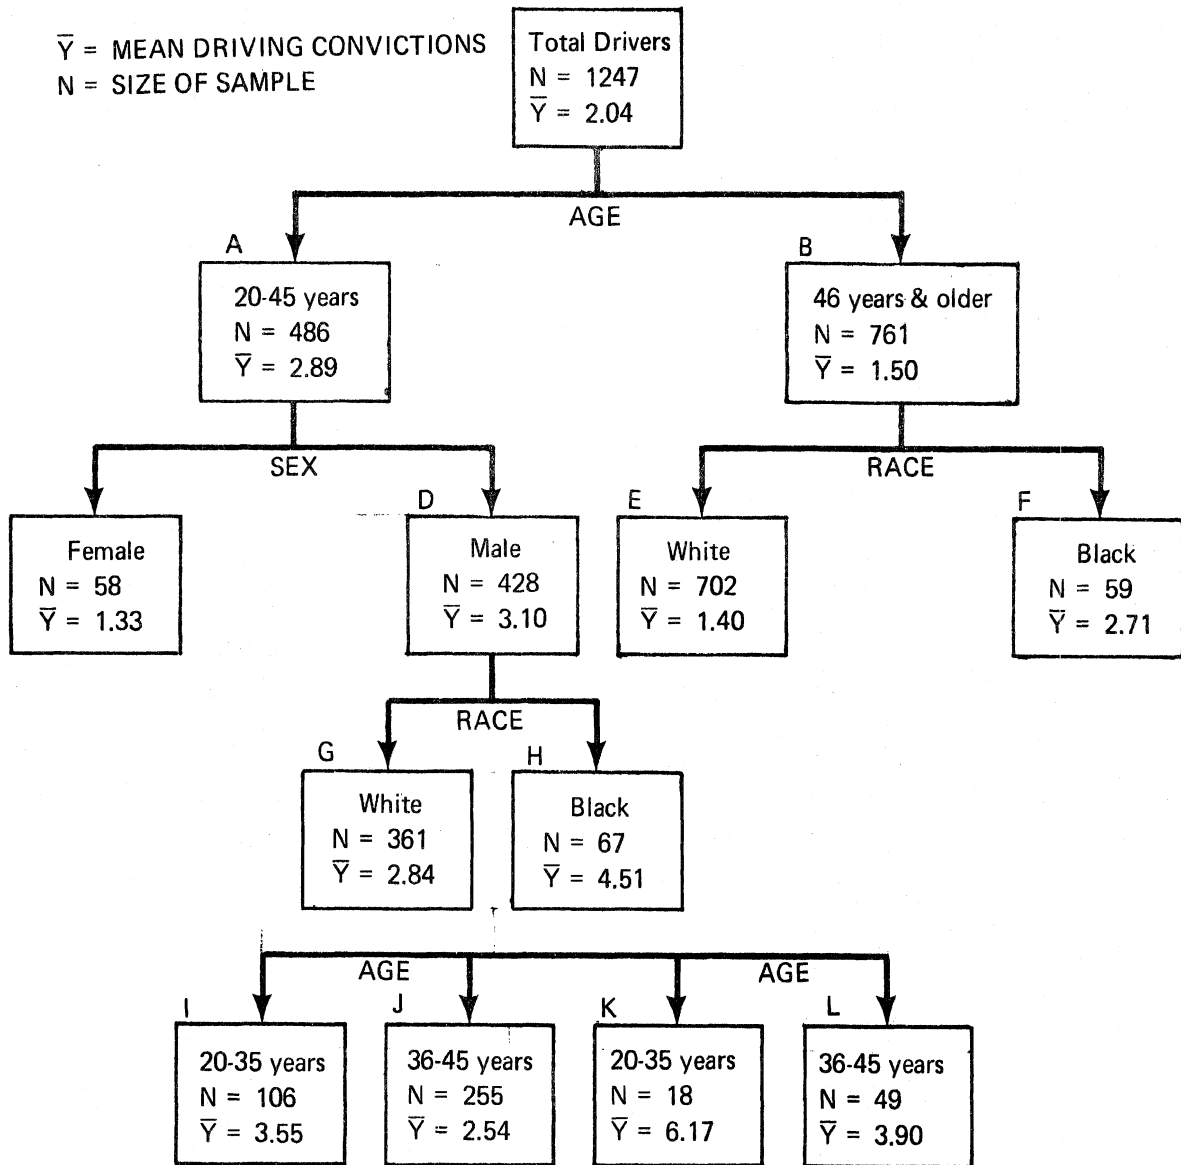 Ȳ = MEAN DRIVING CONVICTIONS
N = SIZE OF SAMPLE
Total Drivers
N = 1247
Ȳ = 2.04
AGE
A
20-45 years
N = 486
Ȳ = 2.89
B
46 years & older
N = 761
Ȳ = 1.50
SEX
RACE
Female
N = 58
Ȳ = 1.33
D
Male
N = 428
Ȳ = 3.10
E
White
N = 702
Ȳ = 1.40
F
Black
N = 59
Ȳ = 2.71
RACE
G
White
N = 361
Ȳ = 2.84
H
Black
N = 67
Ȳ = 4.51
AGE
AGE
I
20-35 years
N = 106
Ȳ = 3.55
J
36-45 years
N = 255
Ȳ = 2.54
K
20-35 years
N = 18
Ȳ = 6.17
L
36-45 years
N = 49
Ȳ = 3.90